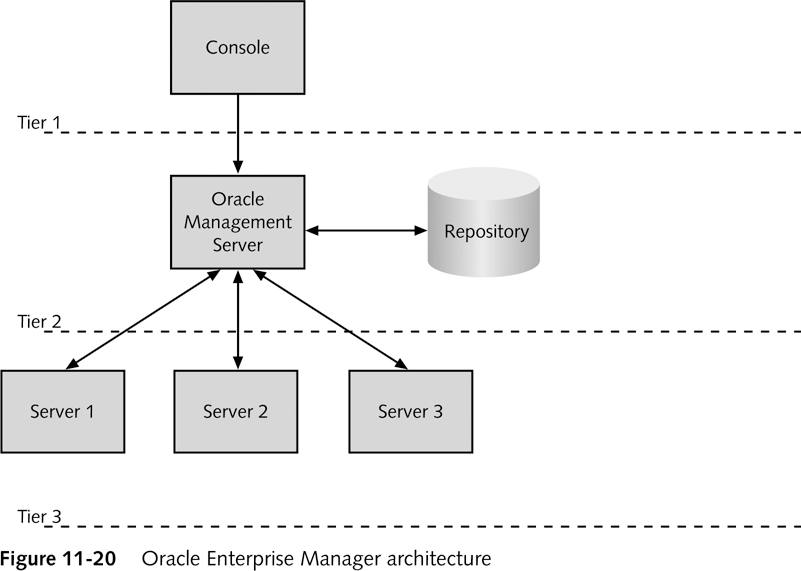 Console
Tier 1
Oracle
Management
Server
Repository
Tier 2
Server 1
Server 2
Server 3
Tier 3
Figure 11-20 Oracle Enterprise Manager architecture